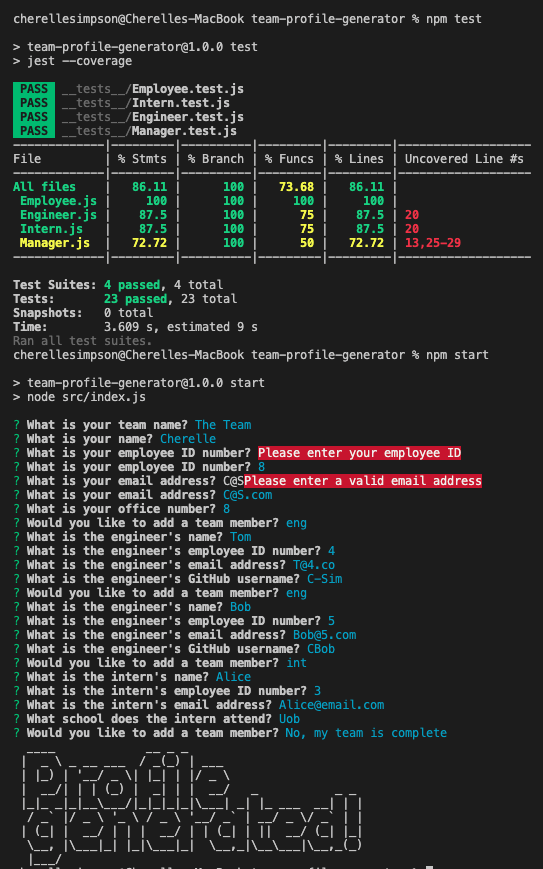 cherellesimpson@Cherelles-MacBook team-profile-generator % npm test
> team-profile-generator@1.0.0 test
> jest --coverage
PASS __tests__/Employee.test.js
PASS __tests__/Intern.test.js
PASS __tests__/Engineer.test.js
PASS __tests__/Manager.test.js
-------------|---------|----------|---------|---------|-------------------
File | % Stmts | % Branch | % Funcs | % Lines | Uncovered Line #s
-------------|---------|----------|---------|---------|-------------------
All files | 86.11 | 100 | 73.68 | 86.11 |
Employee.js | 100 | 100 | 100 | 100 |
Engineer.js | 87.5 | 100 | 75 | 87.5 | 20
Intern.js | 87.5 | 100 | 75 | 87.5 | 20
Manager.js | 72.72 | 100 | 50 | 72.72 | 13,25-29
-------------|---------|----------|---------|---------|-------------------
Test Suites: 4 passed, 4 total
Tests: 23 passed, 23 total
Snapshots: 0 total
Time: 3.609 s, estimated 9 s
Ran all test suites.
cherellesimpson@Cherelles-MacBook team-profile-generator % npm start
> team-profile-generator@1.0.0 start
> node src/index.js
? What is your team name? The Team
? What is your name? Cherelle
? What is your employee ID number? Please enter your employee ID
? What is your employee ID number? 8
? What is your email address? C@SPlease enter a valid email address
? What is your email address? C@S.com
? What is your office number? 8
? Would you like to add a team member? eng
? What is the engineer's name? Tom
? What is the engineer's employee ID number? 4
? What is the engineer's email address? T@4.co
? What is the engineer's GitHub username? C-Sim
? Would you like to add a team member? eng
? What is the engineer's name? Bob
? What is the engineer's employee ID number? 5
? What is the engineer's email address? Bob@5.com
? What is the engineer's GitHub username? CBob
? Would you like to add a team member? int
? What is the intern's name? Alice
? What is the intern's employee ID number? 3
? What is the intern's email address? Alice@email.com
? What school does the intern attend? Uob
? Would you like to add a team member? No, my team is complete
Profile
generated!